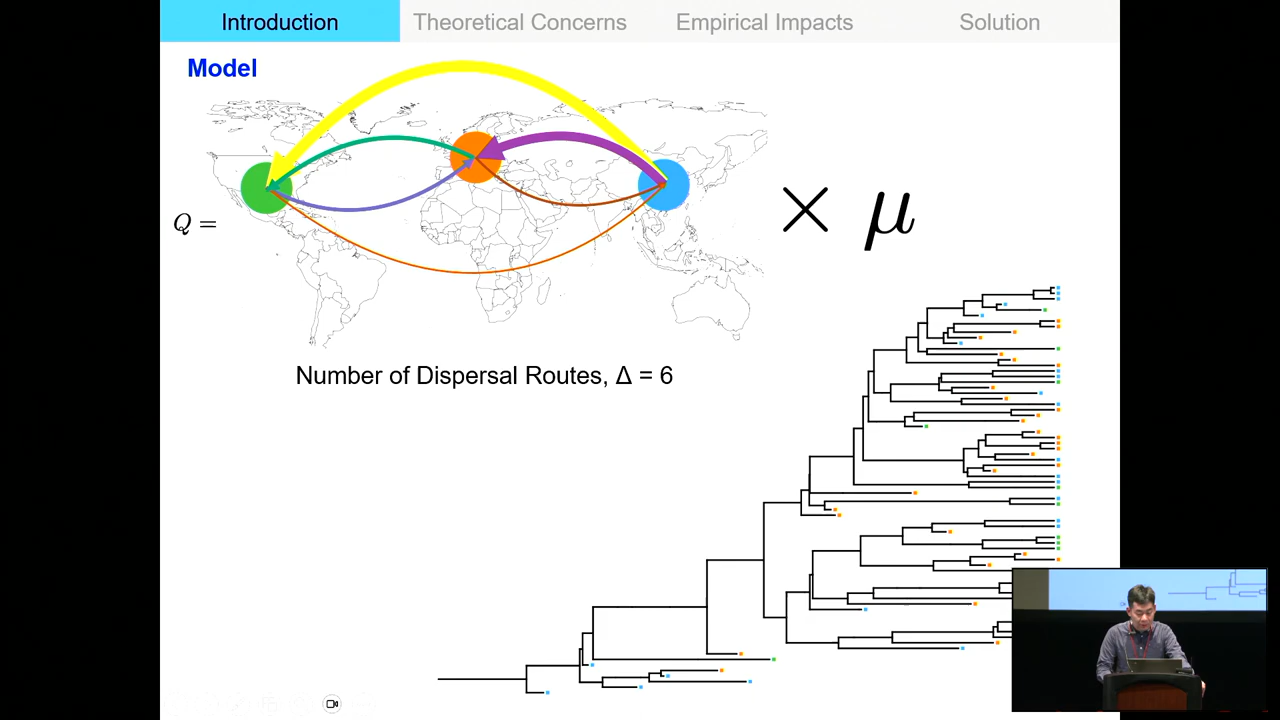 Introduction
Theoretical Concerns
Empirical Impacts
Solution
Model
Q =
× μ
Number of Dispersal Routes, Δ = 6